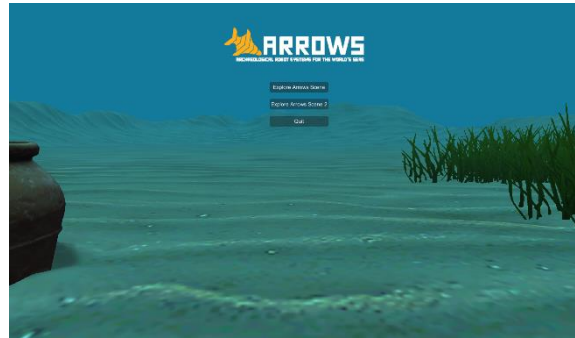 ARROWS
ARCHAEOLOGICAL ROBOT SYSTEMS FOR THE WORLD'S SEAS
Explore Arrows Scene
Explore Arrows Scene 2
Quit